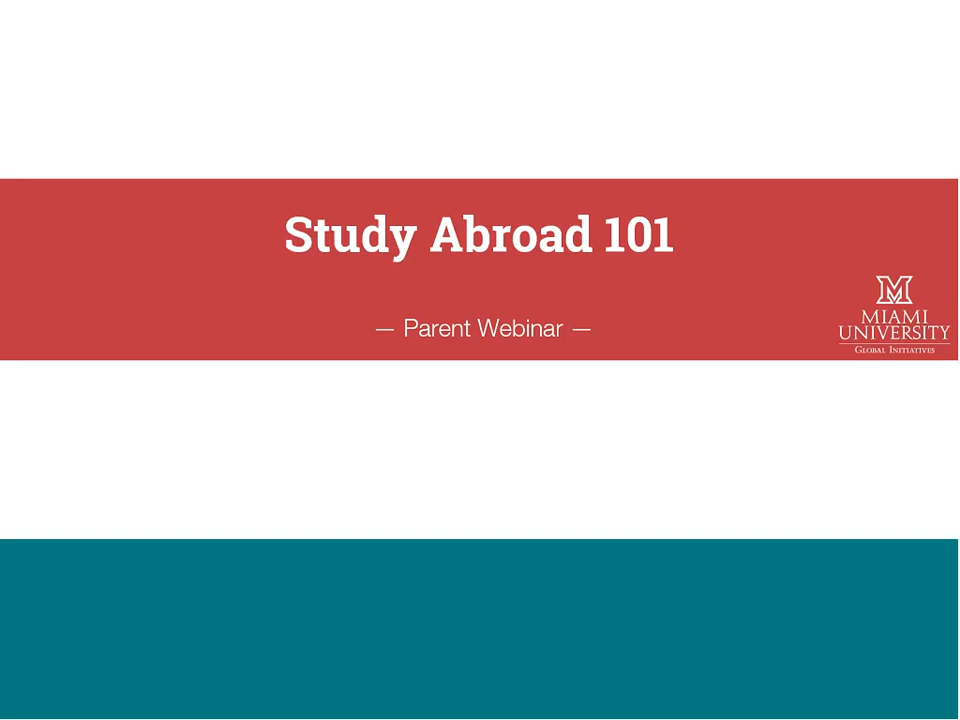 Study Abroad 101
— Parent Webinar —
MIAMI
UNIVERSITY
GLOBAL INITIATIVES